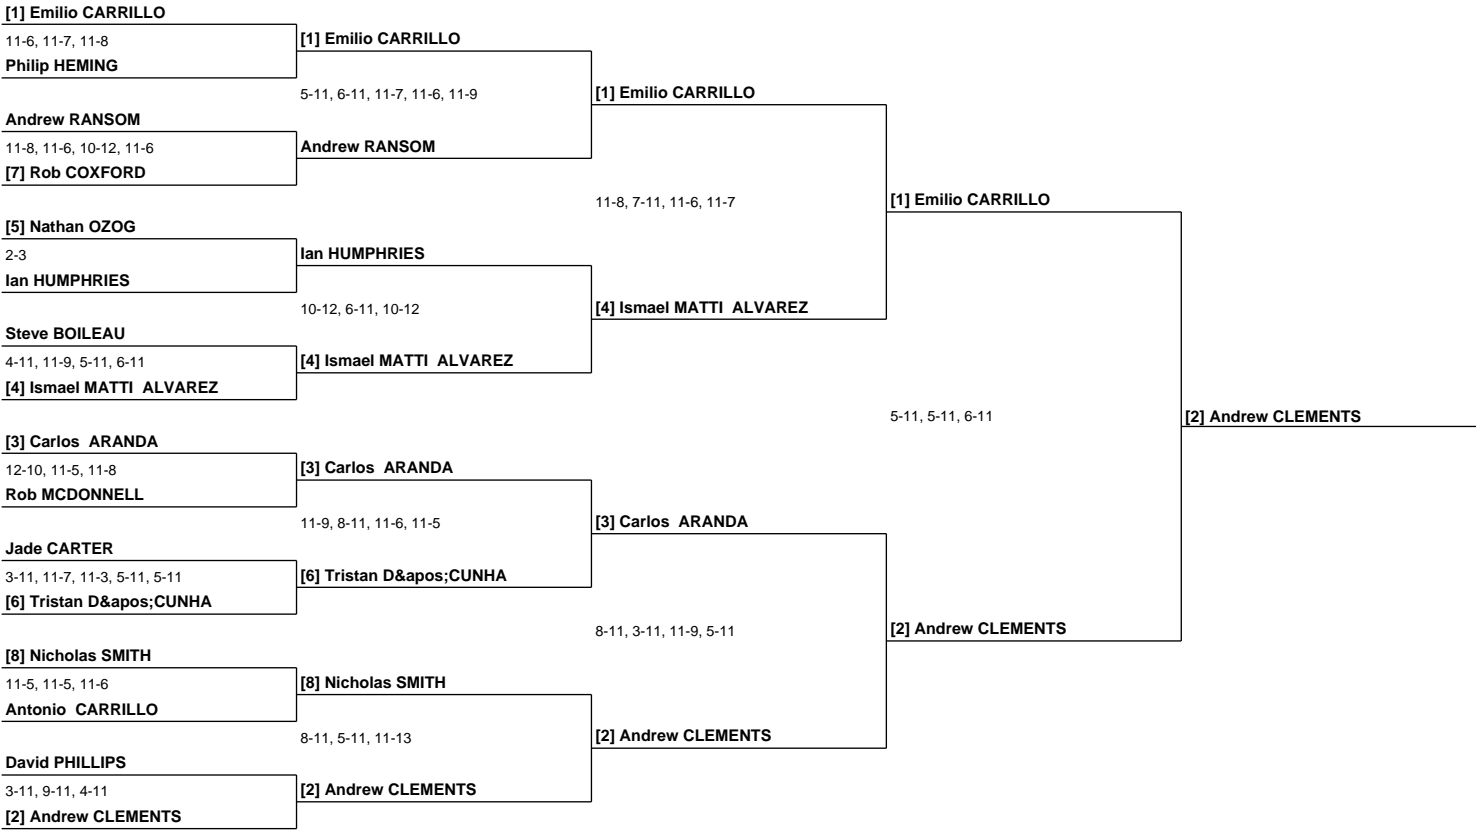 [1] Emilio CARRILLO
11-6, 11-7, 11-8
Philip HEMING
Andrew RANSOM
11-8, 11-6, 10-12, 11-6
[7] Rob COXFORD
[5] Nathan OZOG
2-3
Ian HUMPHRIES
Steve BOILEAU
4-11, 11-9, 5-11, 6-11
[4] Ismael MATTI  ALVAREZ
[3] Carlos  ARANDA
12-10, 11-5, 11-8
Rob MCDONNELL
Jade CARTER
3-11, 11-7, 11-3, 5-11, 5-11
[6] Tristan D&apos;CUNHA
[8] Nicholas SMITH
11-5, 11-5, 11-6
Antonio  CARRILLO
David PHILLIPS
3-11, 9-11, 4-11
[2] Andrew CLEMENTS
[1] Emilio CARRILLO
5-11, 6-11, 11-7, 11-6, 11-9
Andrew RANSOM
Ian HUMPHRIES
10-12, 6-11, 10-12
[4] Ismael MATTI  ALVAREZ
[3] Carlos  ARANDA
11-9, 8-11, 11-6, 11-5
[6] Tristan D&apos;CUNHA
[8] Nicholas SMITH
8-11, 5-11, 11-13
[2] Andrew CLEMENTS
[1] Emilio CARRILLO
11-8, 7-11, 11-6, 11-7
[4] Ismael MATTI  ALVAREZ
[3] Carlos  ARANDA
8-11, 3-11, 11-9, 5-11
[2] Andrew CLEMENTS
[1] Emilio CARRILLO
5-11, 5-11, 6-11
[2] Andrew CLEMENTS
[2] Andrew CLEMENTS